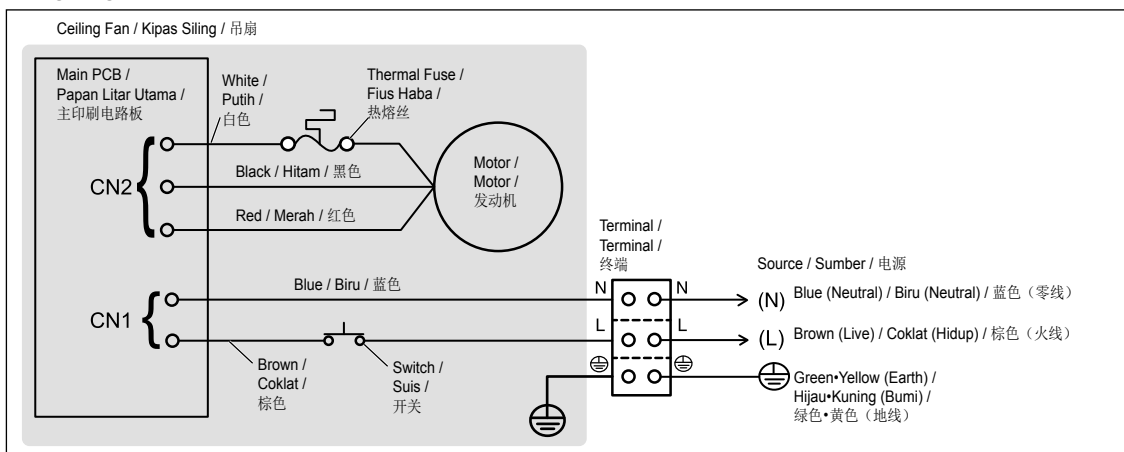 Ceiling Fan / Kipas Siling / 吊扇
Main PCB /
Papan Litar Utama /
主印刷电路板
White /
Putih /
白色
Thermal Fuse /
Fius Haba /
热熔丝
CN2
Black / Hitam / 黑色
Red / Merah / 红色
Motor /
Motor /
发动机
Terminal /
Terminal /
终端
Source / Sumber / 电源
CN1
Blue / Biru / 蓝色
N
N
(N)
Blue (Neutral) / Biru (Neutral) / 蓝色（零线）
L
L
(L)
Brown (Live) / Coklat (Hidup) / 棕色（火线）
Brown /
Coklat /
棕色
Switch /
Suis /
开关
Green•Yellow (Earth) /
Hijau•Kuning (Bumi) /
绿色•黄色（地线）